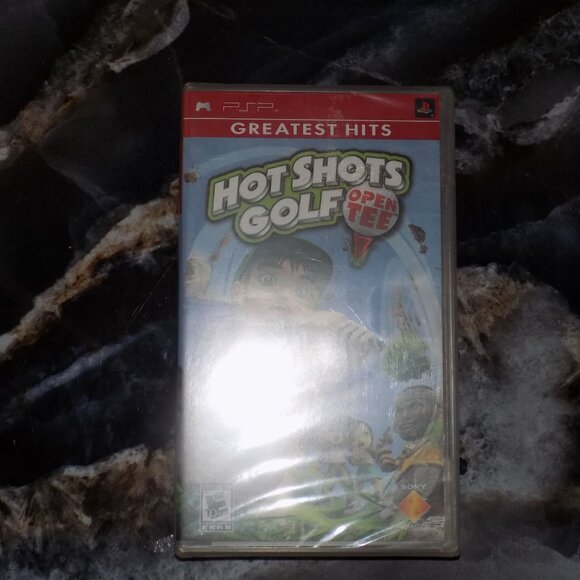 PSP
GREATEST HITS
HOT SHOTS
GOLF OPEN
TEE
SONY